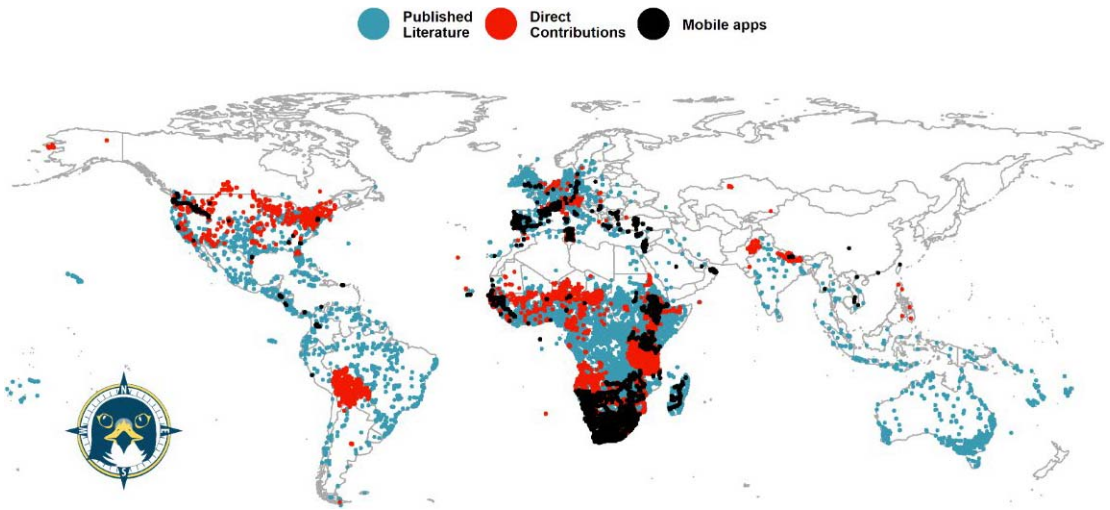 Published
Literature
Direct
Contributions
Mobile apps
N
W
E
S